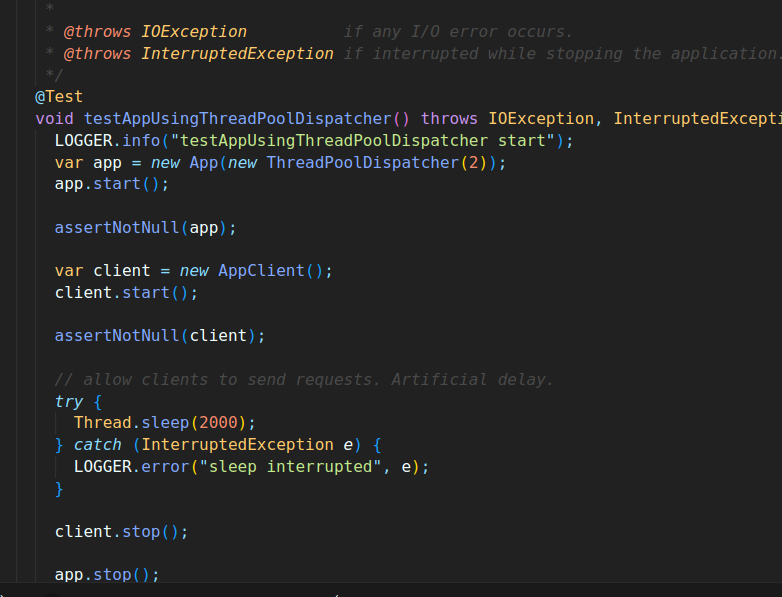 *
* @throws IOException          if any I/O error occurs.
* @throws InterruptedException if interrupted while stopping the application.
*/
@Test
void testAppUsingThreadPoolDispatcher() throws IOException, InterruptedExcepti
LOGGER.info("testAppUsingThreadPoolDispatcher start");
var app = new App(new ThreadPoolDispatcher(2));
app.start();
assertNotNull(app);
var client = new AppClient();
client.start();
assertNotNull(client);
// allow clients to send requests. Artificial delay.
try {
Thread.sleep(2000);
} catch (InterruptedException e) {
LOGGER.error("sleep interrupted", e);
}
client.stop();
app.stop();